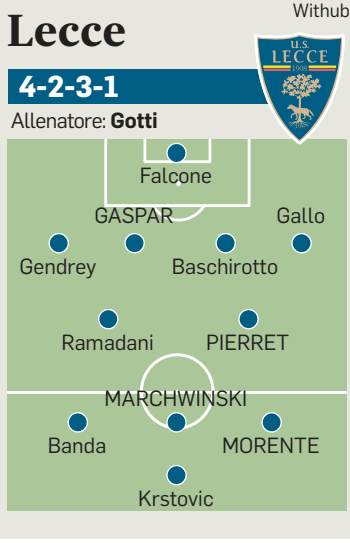 Withub
Lecce
U.S.
LECCE
1908
4-2-3-1
Allenatore: Gotti
Falcone
GASPAR Gallo
Gendrey Baschirotto
Ramadani PIERRET
MARCHWINSKI
Banda MORENTE
Krstovic